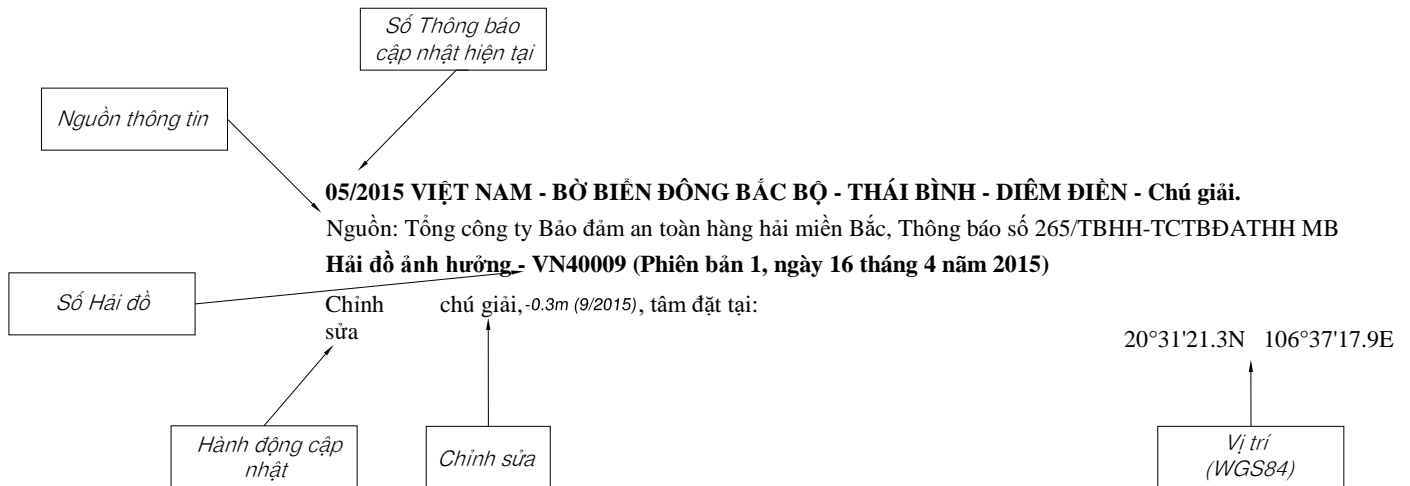 Số Thông báo
cập nhật hiện tại
Nguồn thông tin
05/2015 VIỆT NAM - BỜ BIỂN ĐÔNG BẮC BỘ - THÁI BÌNH - DIÊM ĐIỀN - Chú giải.
Nguồn: Tổng công ty Bảo đảm an toàn hàng hải miền Bắc, Thông báo số 265/TBHH-TCTBĐATHH MB
Hải đồ ảnh hưởng - VN40009 (Phiên bản 1, ngày 16 tháng 4 năm 2015)
Số Hải đồ
Chỉnh sửa chú giải, -0.3m (9/2015), tâm đặt tại:
20°31'21.3N 106°37'17.9E
Hành động cập
nhật
Chỉnh sửa
Vị trí
(WGS84)